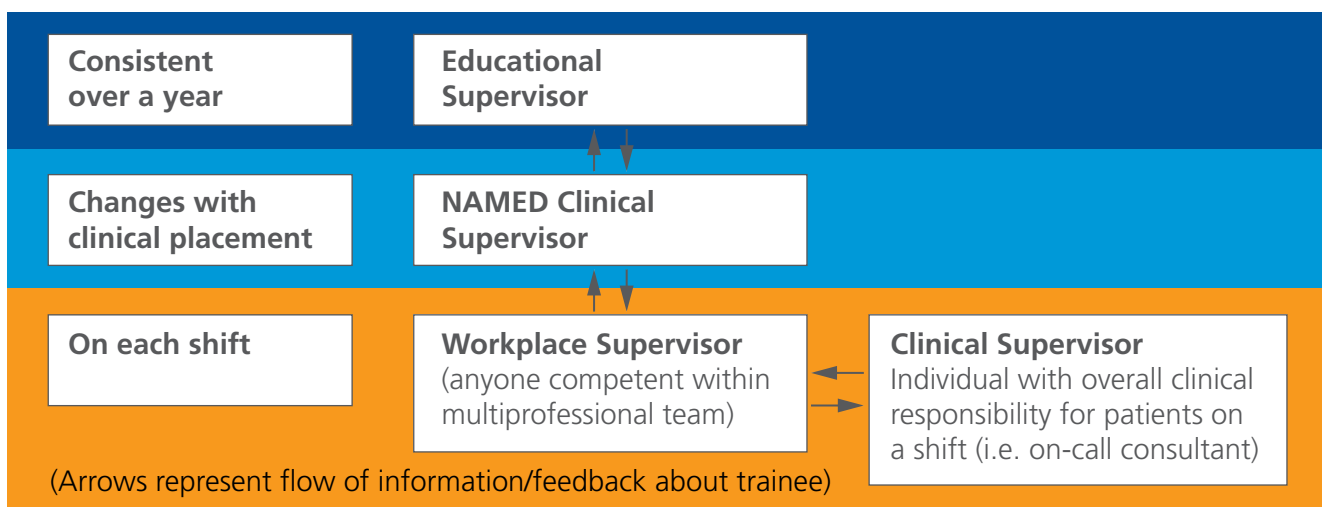 Consistent
over a year
Educational
Supervisor
Changes with
clinical placement
NAMED Clinical
Supervisor
On each shift
Workplace Supervisor
(anyone competent within
multiprofessional team)
Clinical Supervisor
Individual with overall clinical
responsibility for patients on
a shift (i.e. on-call consultant)
(Arrows represent flow of information/feedback about trainee)